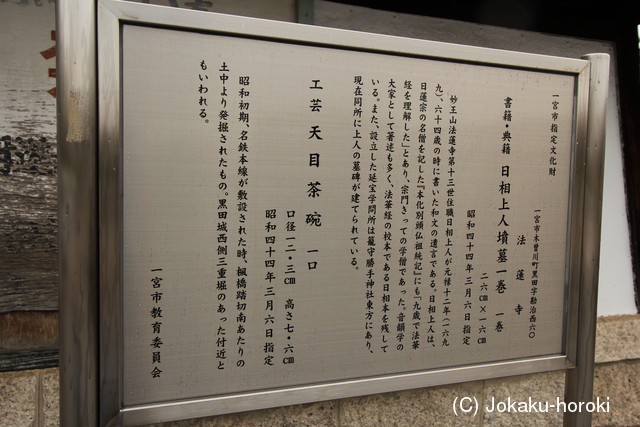 一宮市指定文化財
一宮市木曽川町黒田字勧治西六〇
法蓮寺
書籍・典籍 日相上人墳墓一巻 一巻
二六cm×一六cm
昭和四十四年三月六日指定
妙王山法蓮寺第十三世住職日相上人が元禄十二年(一六九
九)、六十四歳の時に書いた和文の遺言である。日相上人は、
日蓮宗の名僧を記した『本化別頭仏祖統記』にも「九歳で法華
経を理解した」とあり、宗門きっての学僧であった。音韻学の
大家として著述も多く、法華経の校本である日相本を残して
いる。また、設立した延宝学問所は籠守勝手神社東方にあり、
現在同所に上人の墓碑が建てられている。
工芸 天目茶碗 一口
口径一二・三cm 高さ七・六cm
昭和四十四年三月六日指定
昭和初期、名鉄本線が敷設された時、楓橋踏切南あたりの
土中より発掘されたもの。黒田城西側三重堀のあった付近と
もいわれる。
一宮市教育委員会
(C) Jokaku-horoki